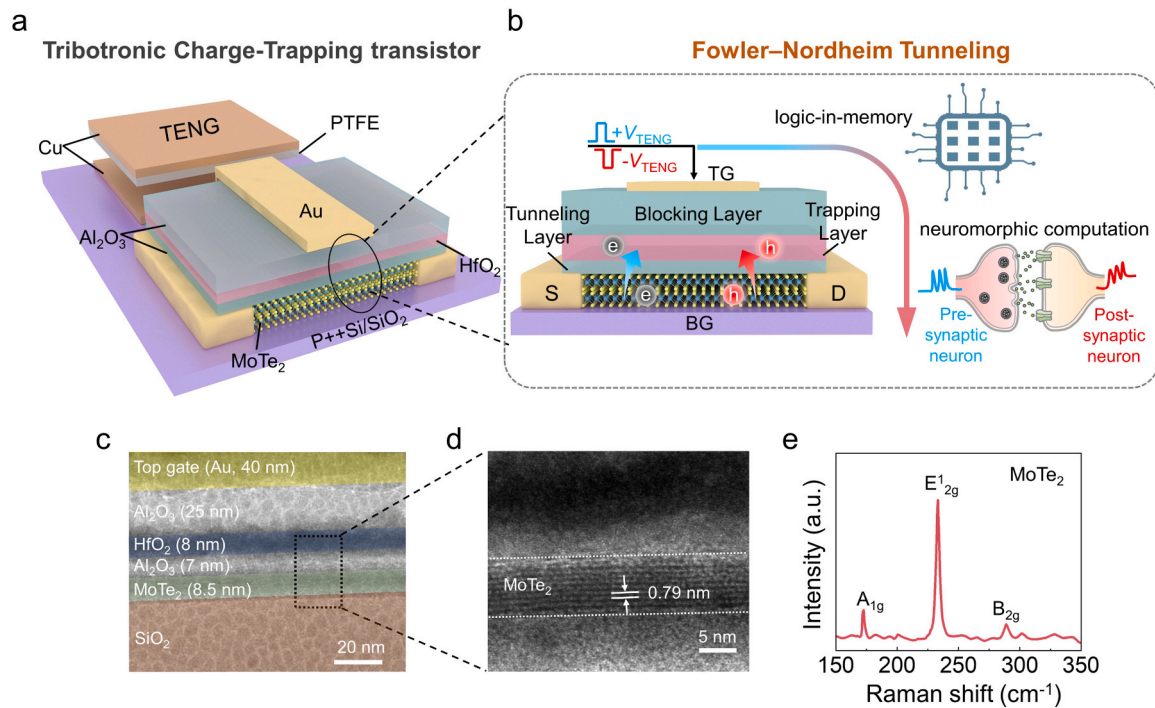 a
Tribotronic Charge-Trapping transistor
TENG
PTFE
Cu
Au
Al₂O₃
HfO₂
P++Si/SiO₂
MoTe₂
b
Fowler–Nordheim Tunneling
logic-in-memory
+V_TENG
-V_TENG
TG
Tunneling
Layer
Blocking Layer
Trapping
Layer
e
h
S
e
h
D
BG
neuromorphic computation
Pre-
synaptic
neuron
Post-
synaptic
neuron
c
Top gate (Au, 40 nm)
Al₂O₃ (25 nm)
HfO₂ (8 nm)
Al₂O₃ (7 nm)
MoTe₂ (8.5 nm)
SiO₂
20 nm
d
MoTe₂
0.79 nm
5 nm
e
MoTe₂
E¹₂g
A₁g
B₂g
Intensity (a.u.)
150 200 250 300 350
Raman shift (cm⁻¹)